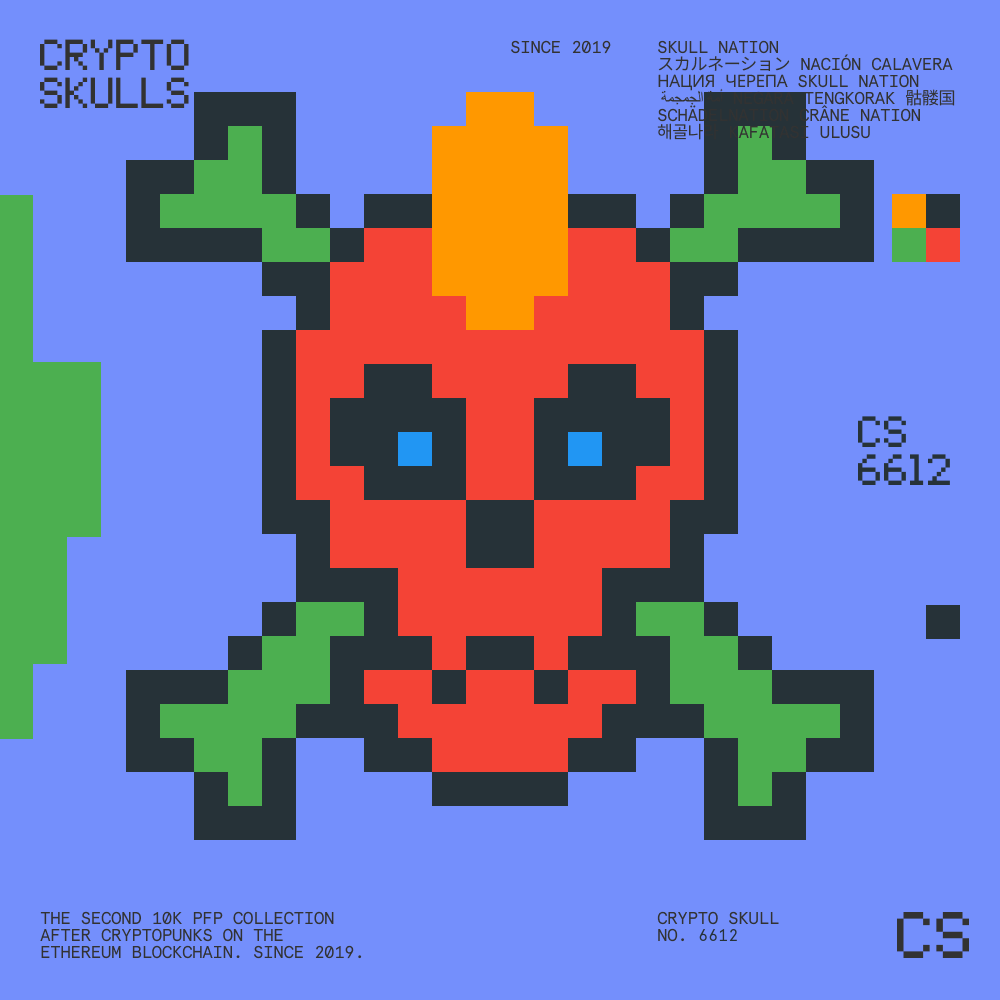 CRYPTO
SKULLS
SINCE 2019
SKULL NATION
スカルネーション NACIÓN CALAVERA
НАЦИЯ ЧЕРЕПА SKULL NATION
TENGKORAK 骷髅国
CRÂNE NATION
해골 ULUSU
CS
6612
THE SECOND 10K PFP COLLECTION
AFTER CRYPTOPUNKS ON THE
ETHEREUM BLOCKCHAIN. SINCE 2019.
CRYPTO SKULL
NO. 6612
CS